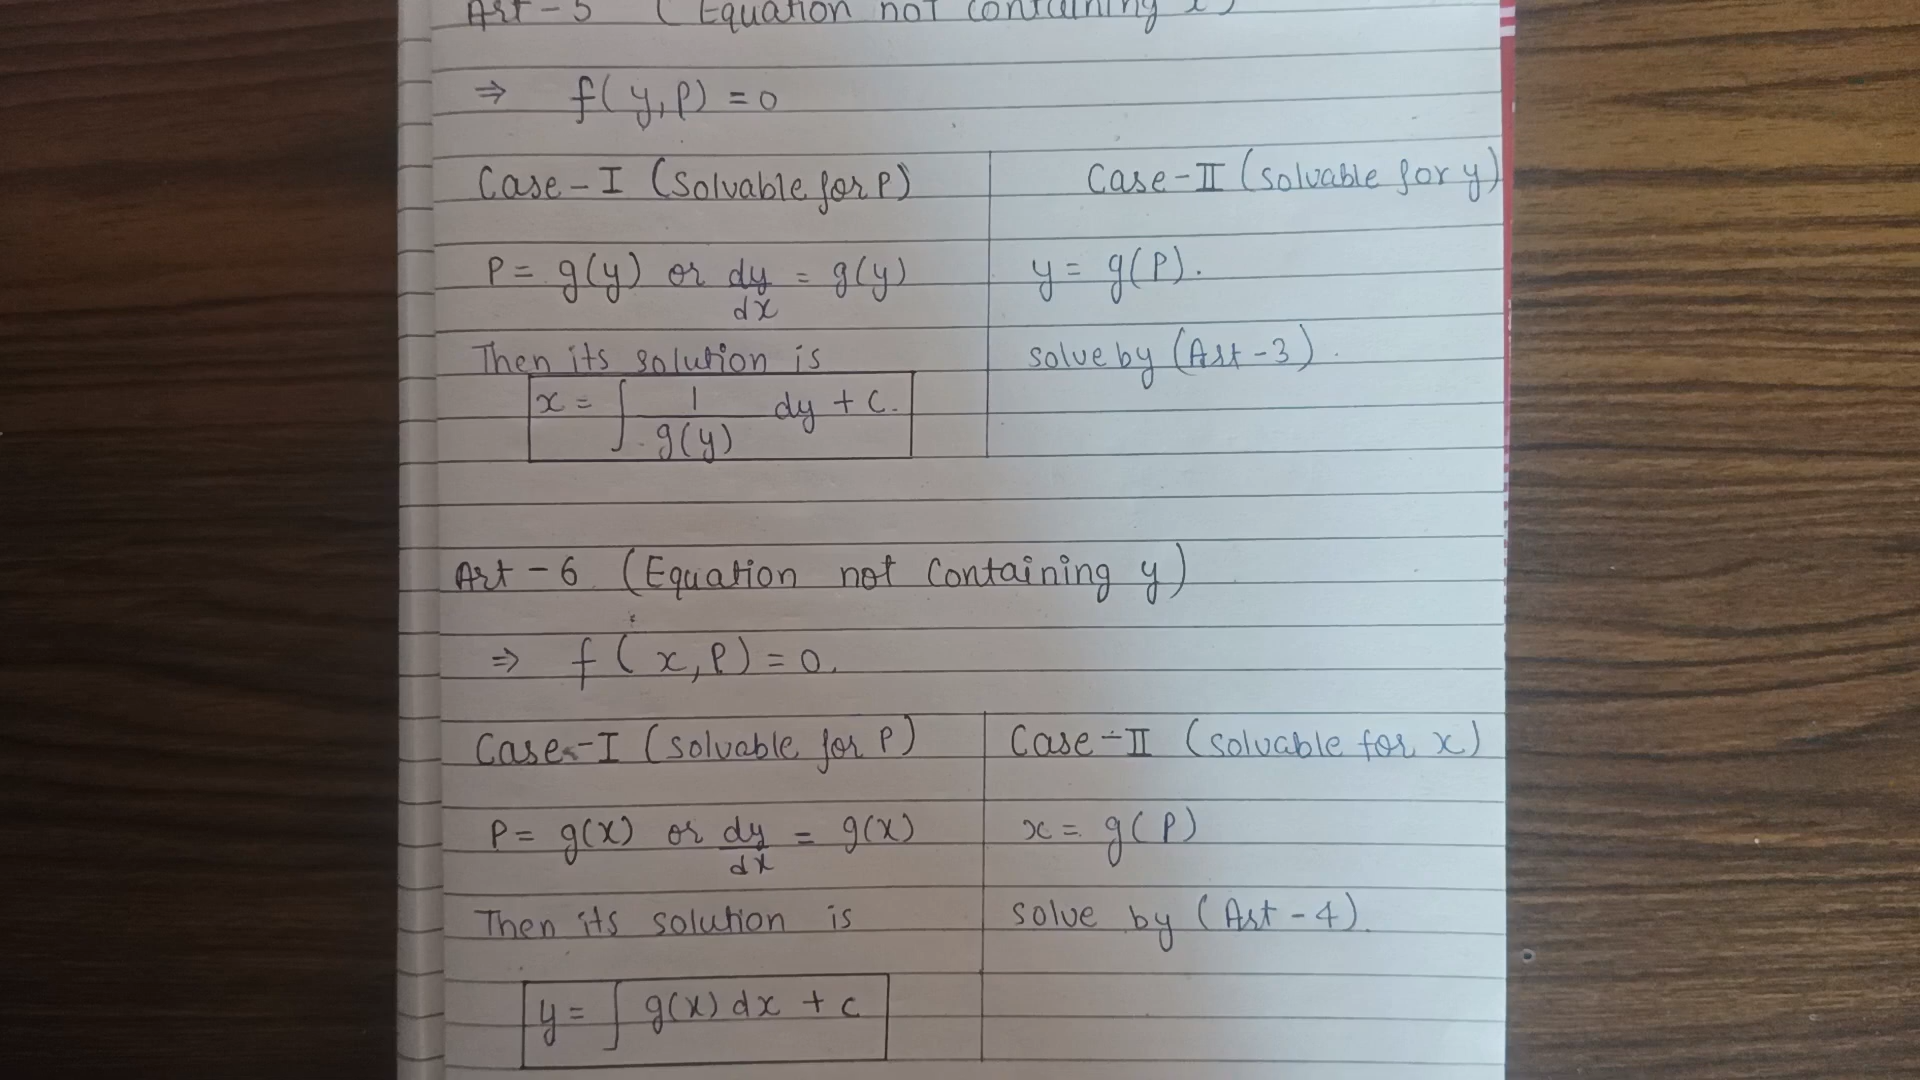 Art - 5 (Equation not containing x)
⇒ f(y,p) = 0
Case - I (Solvable for P)
P = g(y) or dy/dx = g(y)
Then its solution is
x = ∫ 1/g(y) dy + c.
Case - II (solvable for y)
y = g(P).
solve by (Art - 3).
Art - 6 (Equation not containing y)
⇒ f(x,p) = 0.
Case - I (solvable for P)
P = g(x) or dy/dx = g(x)
Then its solution is
y = ∫ g(x) dx + c
Case - II (solvable for x)
x = g(P)
solve by (Art - 4).